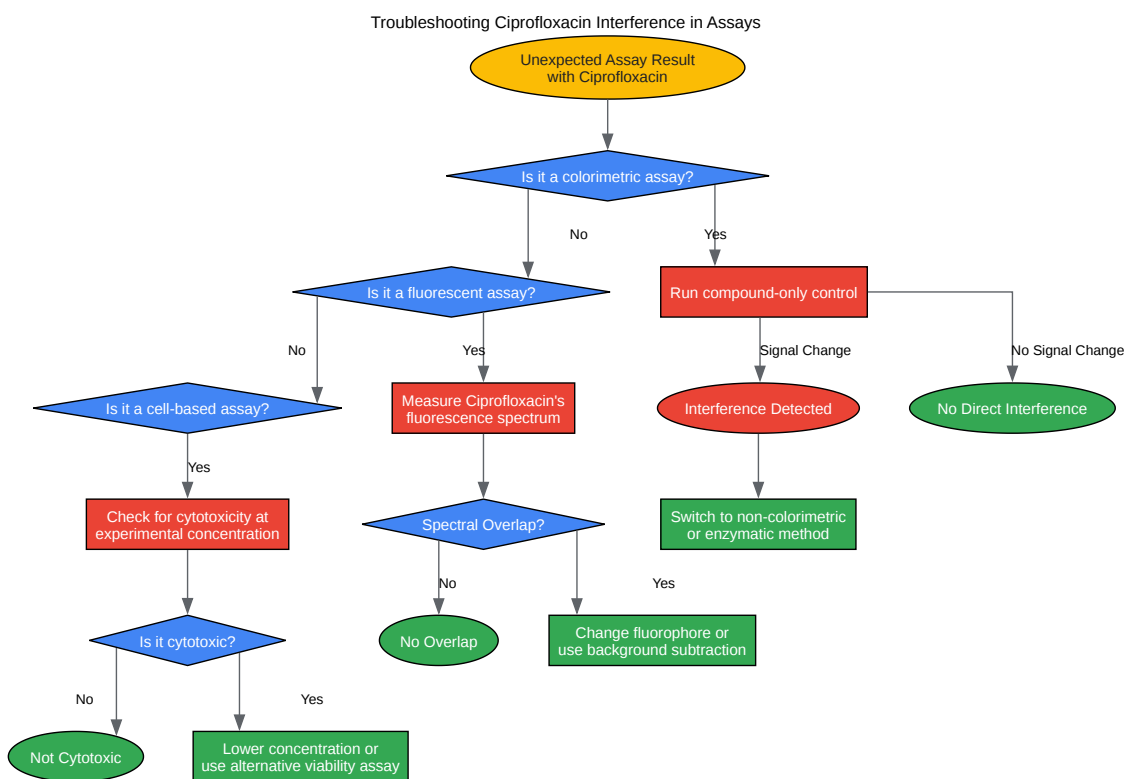 Troubleshooting Ciprofloxacin Interference in Assays
Unexpected Assay Result
with Ciprofloxacin
Is it a colorimetric assay?
No
Yes
Is it a fluorescent assay?
Run compound-only control
No
Yes
Signal Change
No Signal Change
Is it a cell-based assay?
Measure Ciprofloxacin's
fluorescence spectrum
Interference Detected
No Direct Interference
Yes
Check for cytotoxicity at
experimental concentration
Spectral Overlap?
Switch to non-colorimetric
or enzymatic method
No
Yes
Is it cytotoxic?
No Overlap
Change fluorophore or
use background subtraction
No
Yes
Not Cytotoxic
Lower concentration or
use alternative viability assay